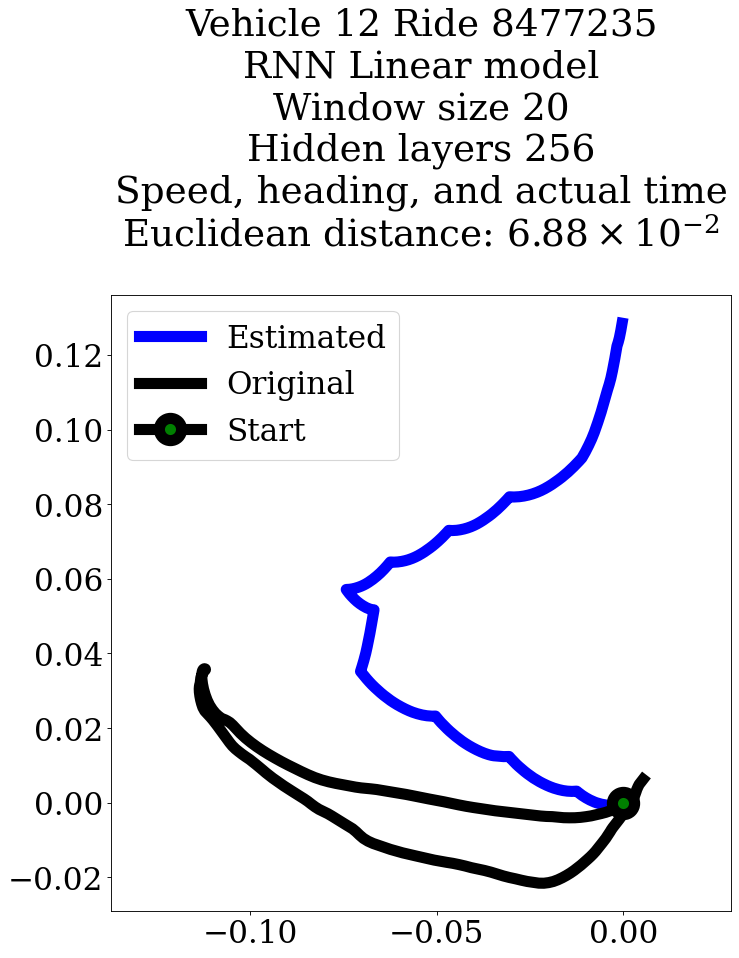 Vehicle 12 Ride 8477235
RNN Linear model
Window size 20
Hidden layers 256
Speed, heading, and actual time
Euclidean distance: 6.88 × 10⁻²
Estimated
Original
Start
0.12
0.10
0.08
0.06
0.04
0.02
0.00
−0.02
−0.10 −0.05 0.00